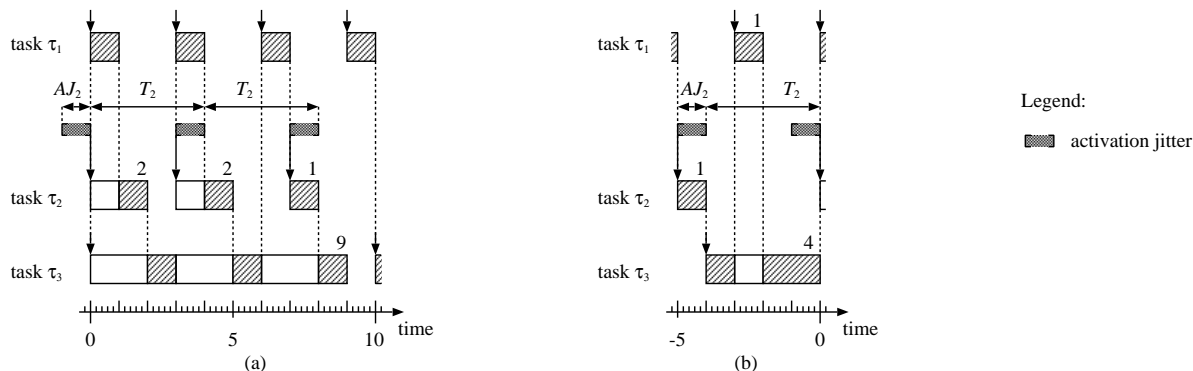 task τ1
AJ2 T2 T2
task τ2
2 2 1
task τ3
9
0 5 10 time
(a)
task τ1
1
AJ2 T2
task τ2
1
task τ3
4
-5 0 time
(b)
Legend:
activation jitter